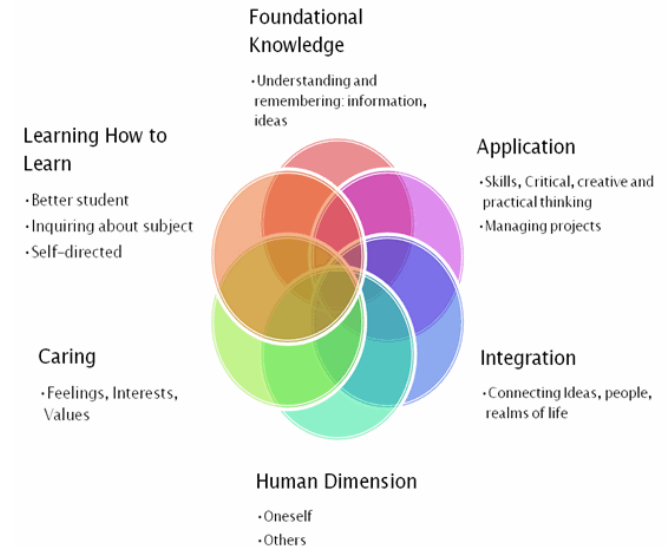 Foundational
Knowledge
·Understanding and
remembering: information,
ideas
Learning How to
Learn
·Better student
·Inquiring about subject
·Self-directed
Application
·Skills, Critical, creative and
practical thinking
·Managing projects
Caring
·Feelings, Interests,
Values
Integration
·Connecting Ideas, people,
realms of life
Human Dimension
·Oneself
·Others